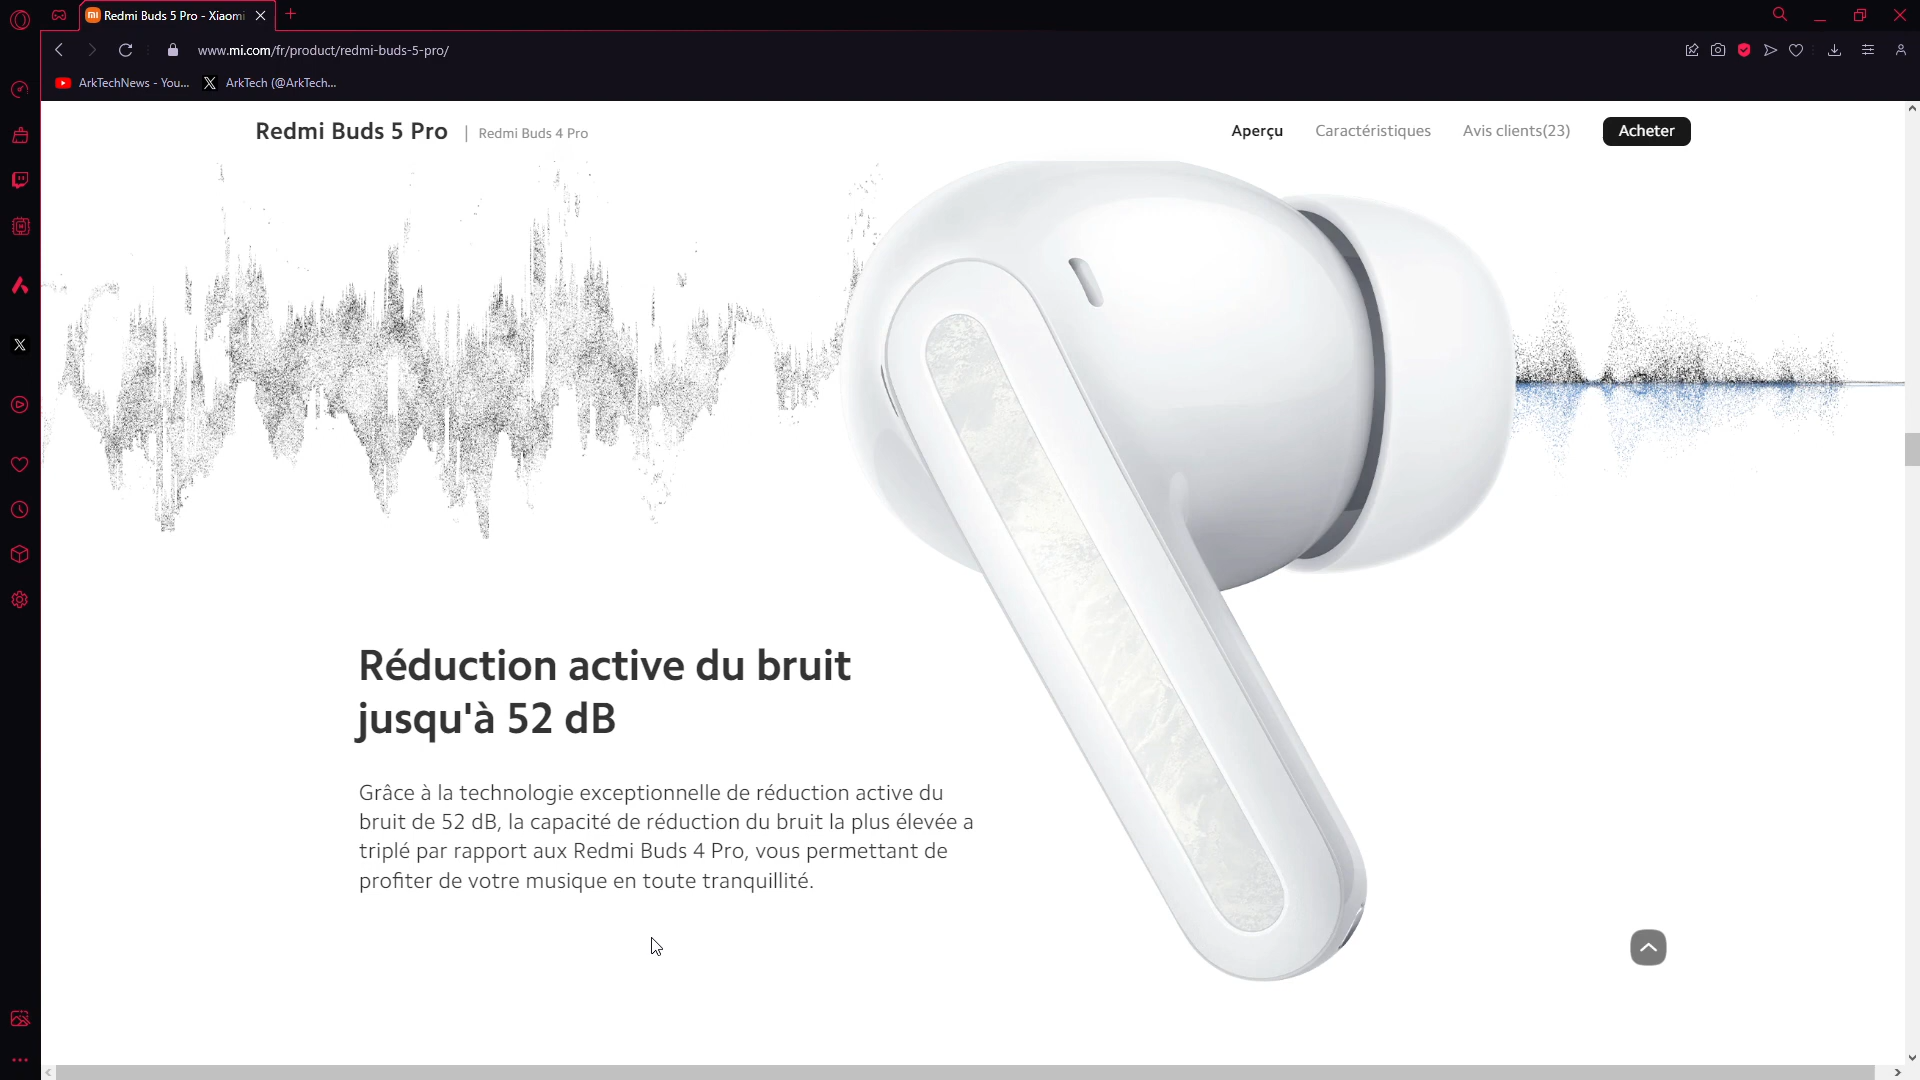 Redmi Buds 5 Pro - Xiaomi
www.mi.com/fr/product/redmi-buds-5-pro/
ArkTechNews - You...
ArkTech (@ArkTech...
Redmi Buds 5 Pro | Redmi Buds 4 Pro
Aperçu
Caractéristiques
Avis clients(23)
Acheter
Réduction active du bruit
jusqu'à 52 dB
Grâce à la technologie exceptionnelle de réduction active du
bruit de 52 dB, la capacité de réduction du bruit la plus élevée a
triplé par rapport aux Redmi Buds 4 Pro, vous permettant de
profiter de votre musique en toute tranquillité.